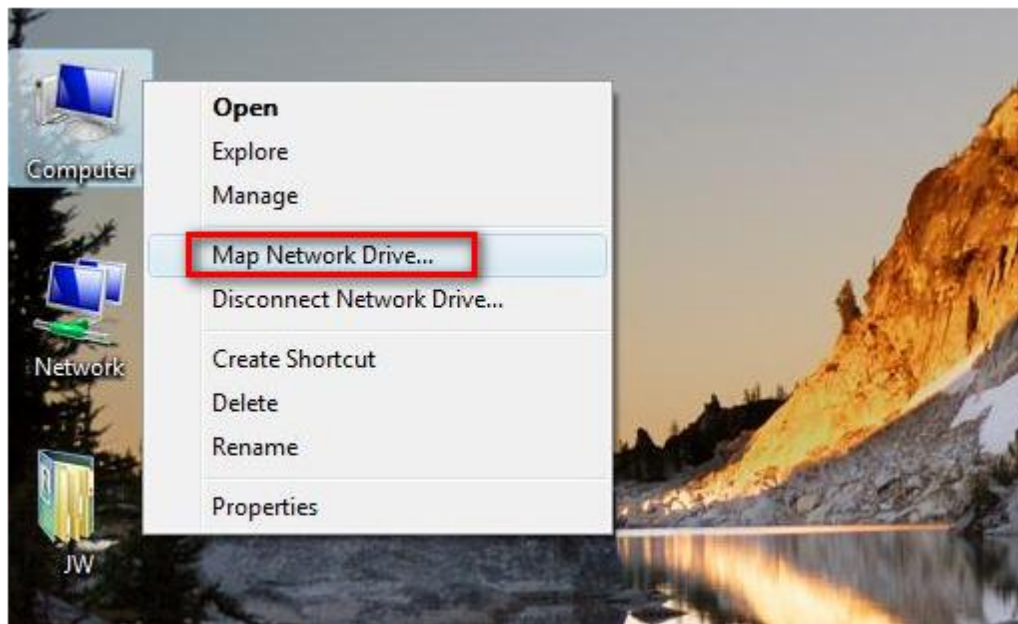 Computer
Open
Explore
Manage
Map Network Drive...
Disconnect Network Drive...
Network
Create Shortcut
Delete
Rename
Properties
JW